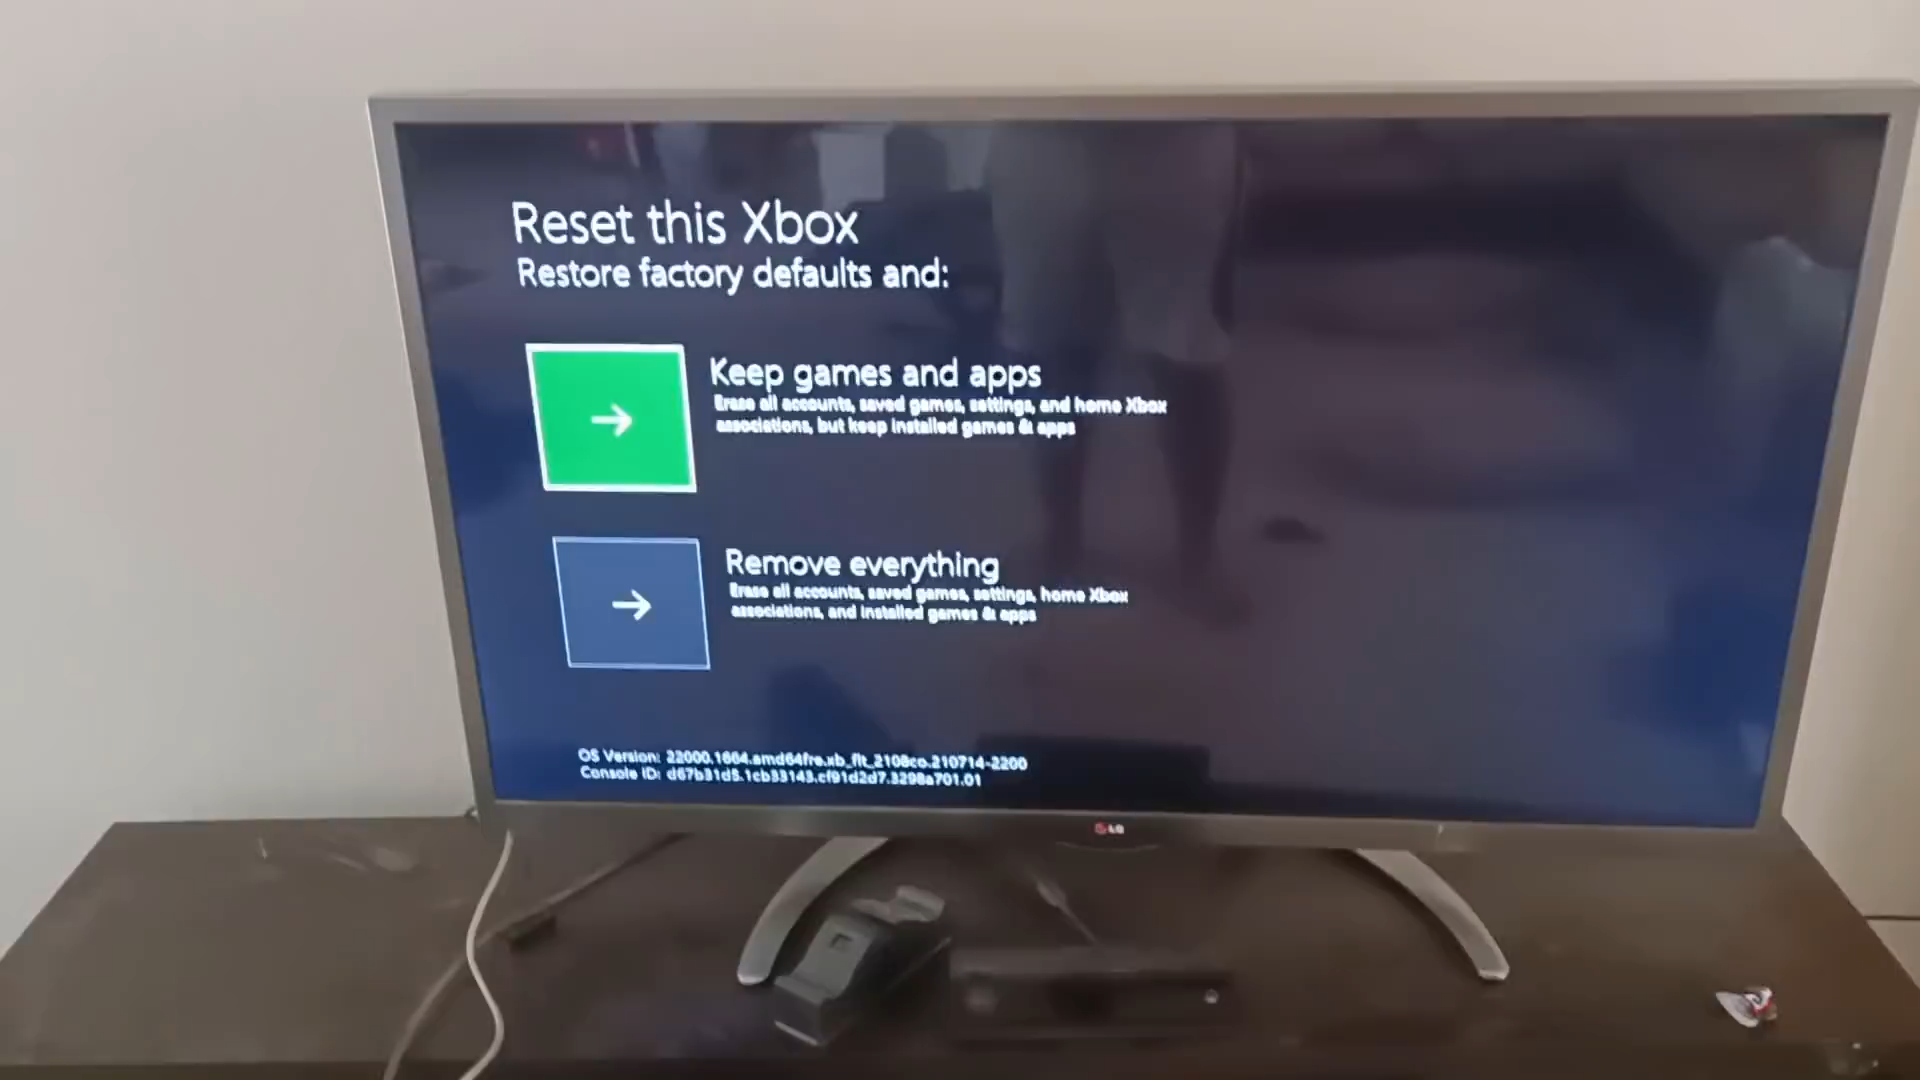 Reset this Xbox
Restore factory defaults and:
Keep games and apps
Erase all accounts, saved games, settings, and home Xbox
associations, but keep installed games & apps
Remove everything
Erase all accounts, saved games, settings, home Xbox
associations, and installed games & apps
OS Version: 22000.1664.amd64fre.xb_flt_2108co.210714-2200
Console ID: d67b31d5.1cb33143.cf91d2d7.3298a701.01
LG